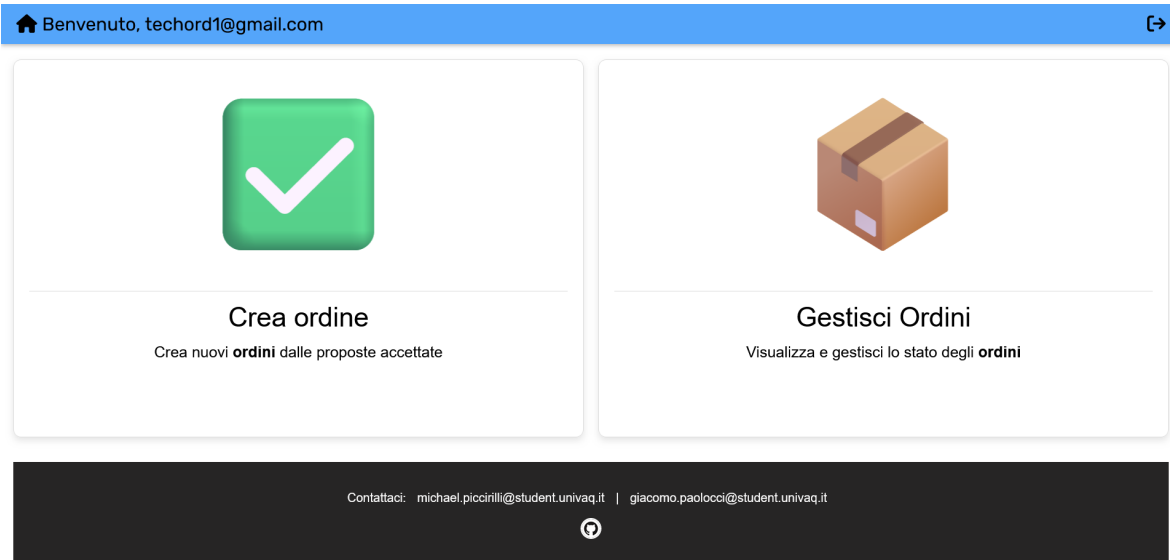 Benvenuto, techord1@gmail.com
Crea ordine
Crea nuovi ordini dalle proposte accettate
Gestisci Ordini
Visualizza e gestisci lo stato degli ordini
Contattaci: michael.piccirilli@student.univaq.it | giacomo.paolocci@student.univaq.it